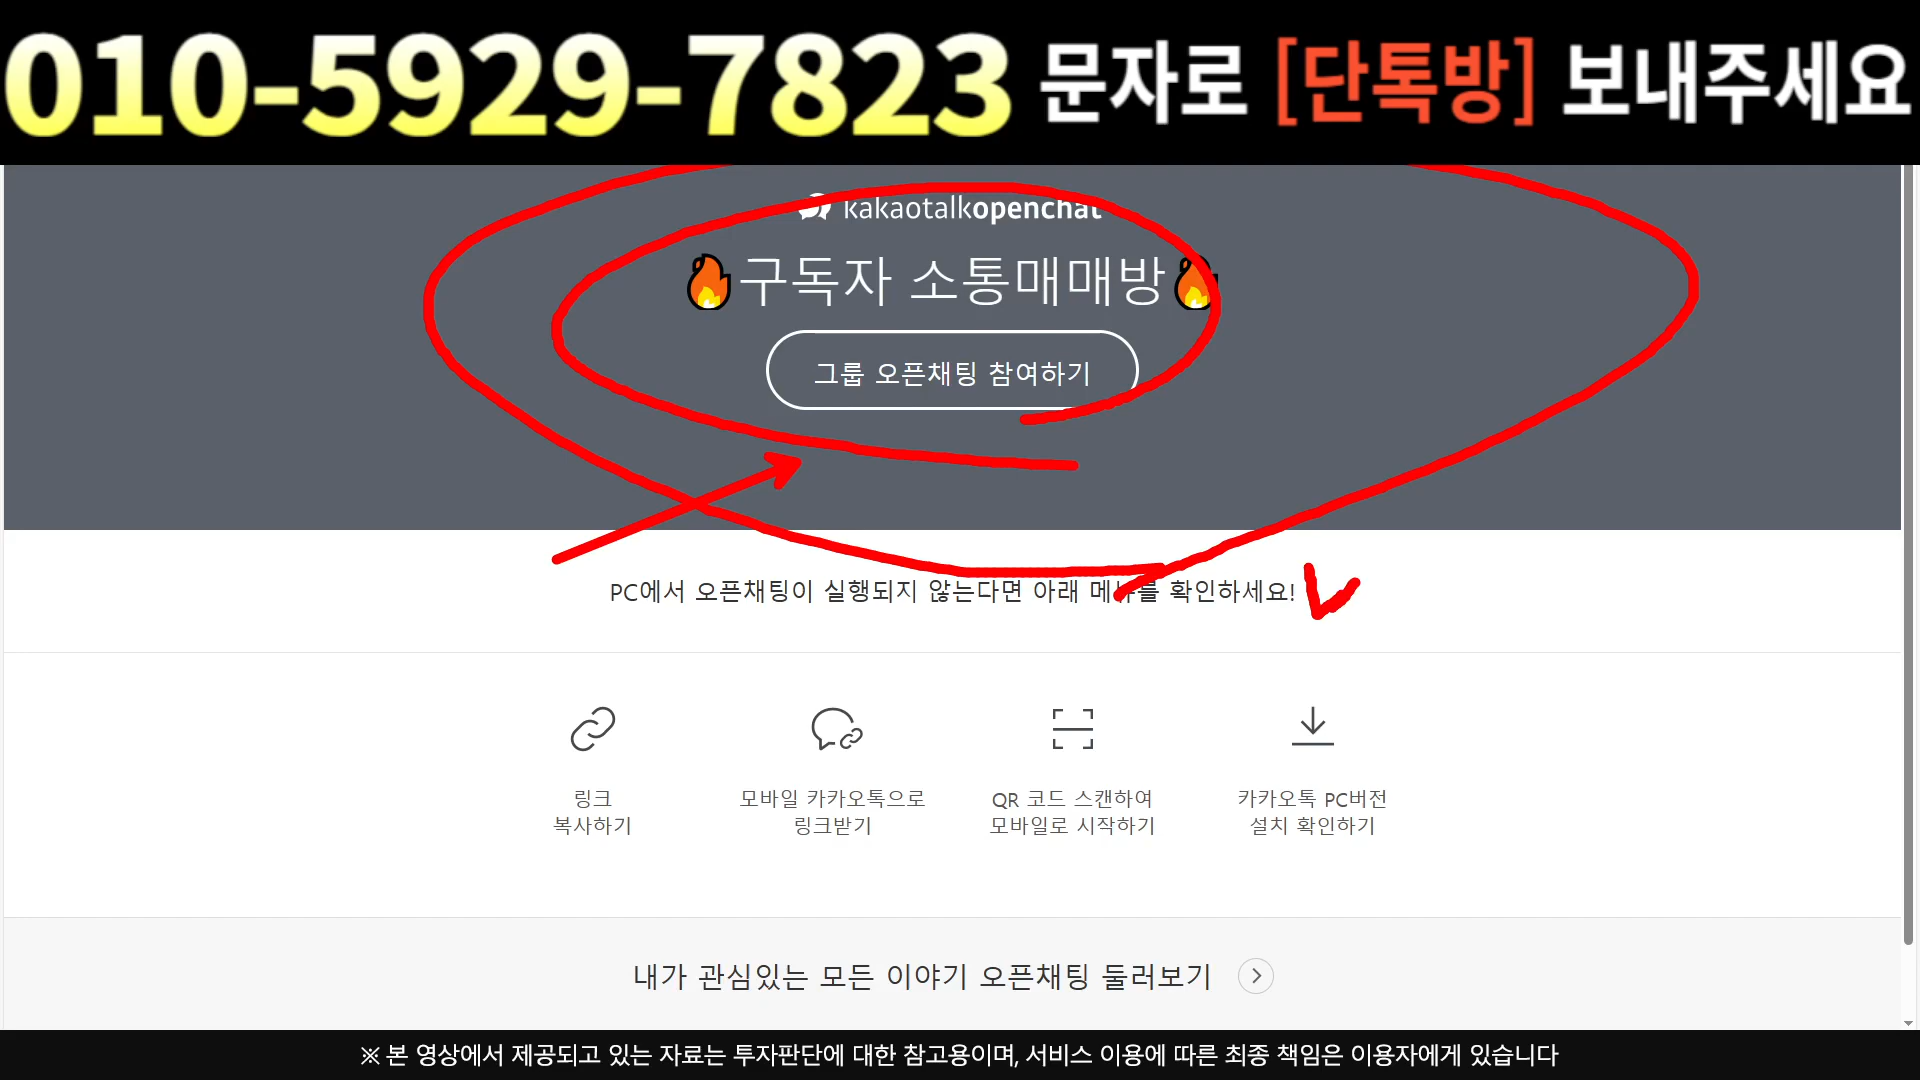 010-5929-7823 문자로 [단톡방] 보내주세요
kakaotalkopenchat
🔥구독자 소통매매방🔥
그룹 오픈채팅 참여하기
PC에서 오픈채팅이 실행되지 않는다면 아래 메뉴를 확인하세요!
링크
복사하기
모바일 카카오톡으로
링크받기
QR 코드 스캔하여
모바일로 시작하기
카카오톡 PC버전
설치 확인하기
내가 관심있는 모든 이야기 오픈채팅 둘러보기
※ 본 영상에서 제공되고 있는 자료는 투자판단에 대한 참고용이며, 서비스 이용에 따른 최종 책임은 이용자에게 있습니다